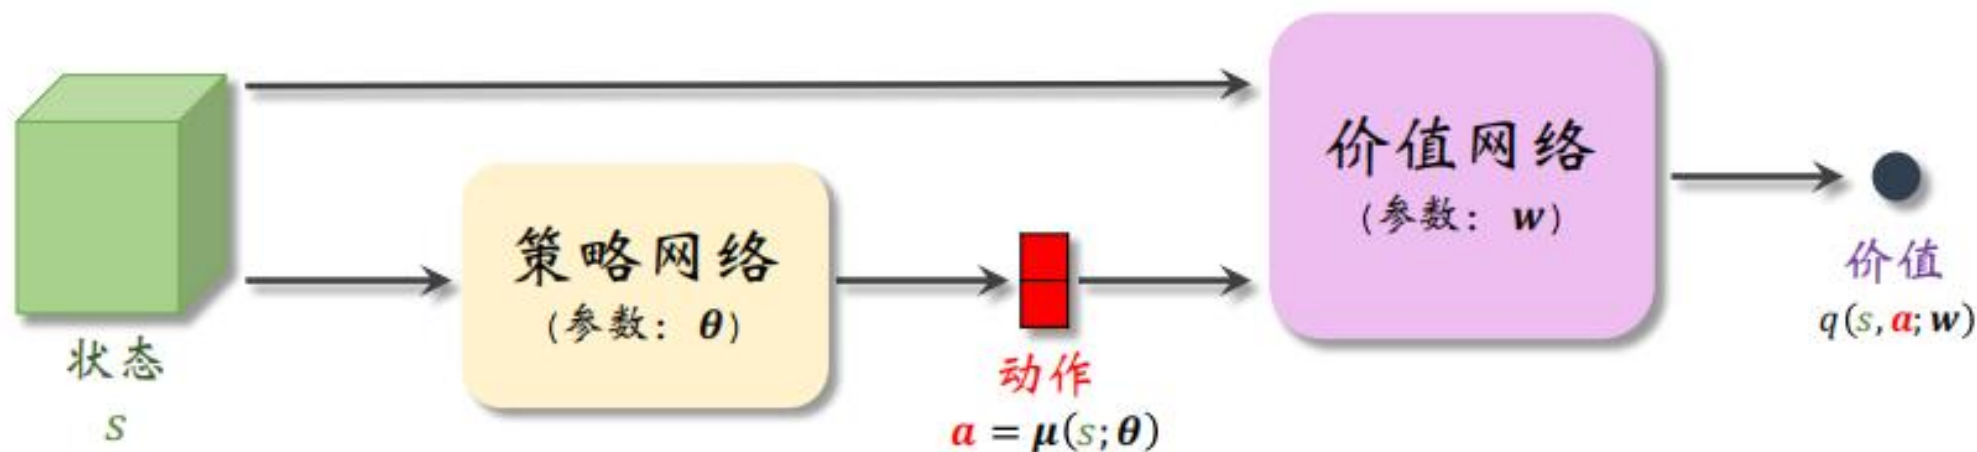 状态
s
策略网络
(参数: θ)
动作
a = μ(s; θ)
价值网络
(参数: w)
价值
q(s, a; w)